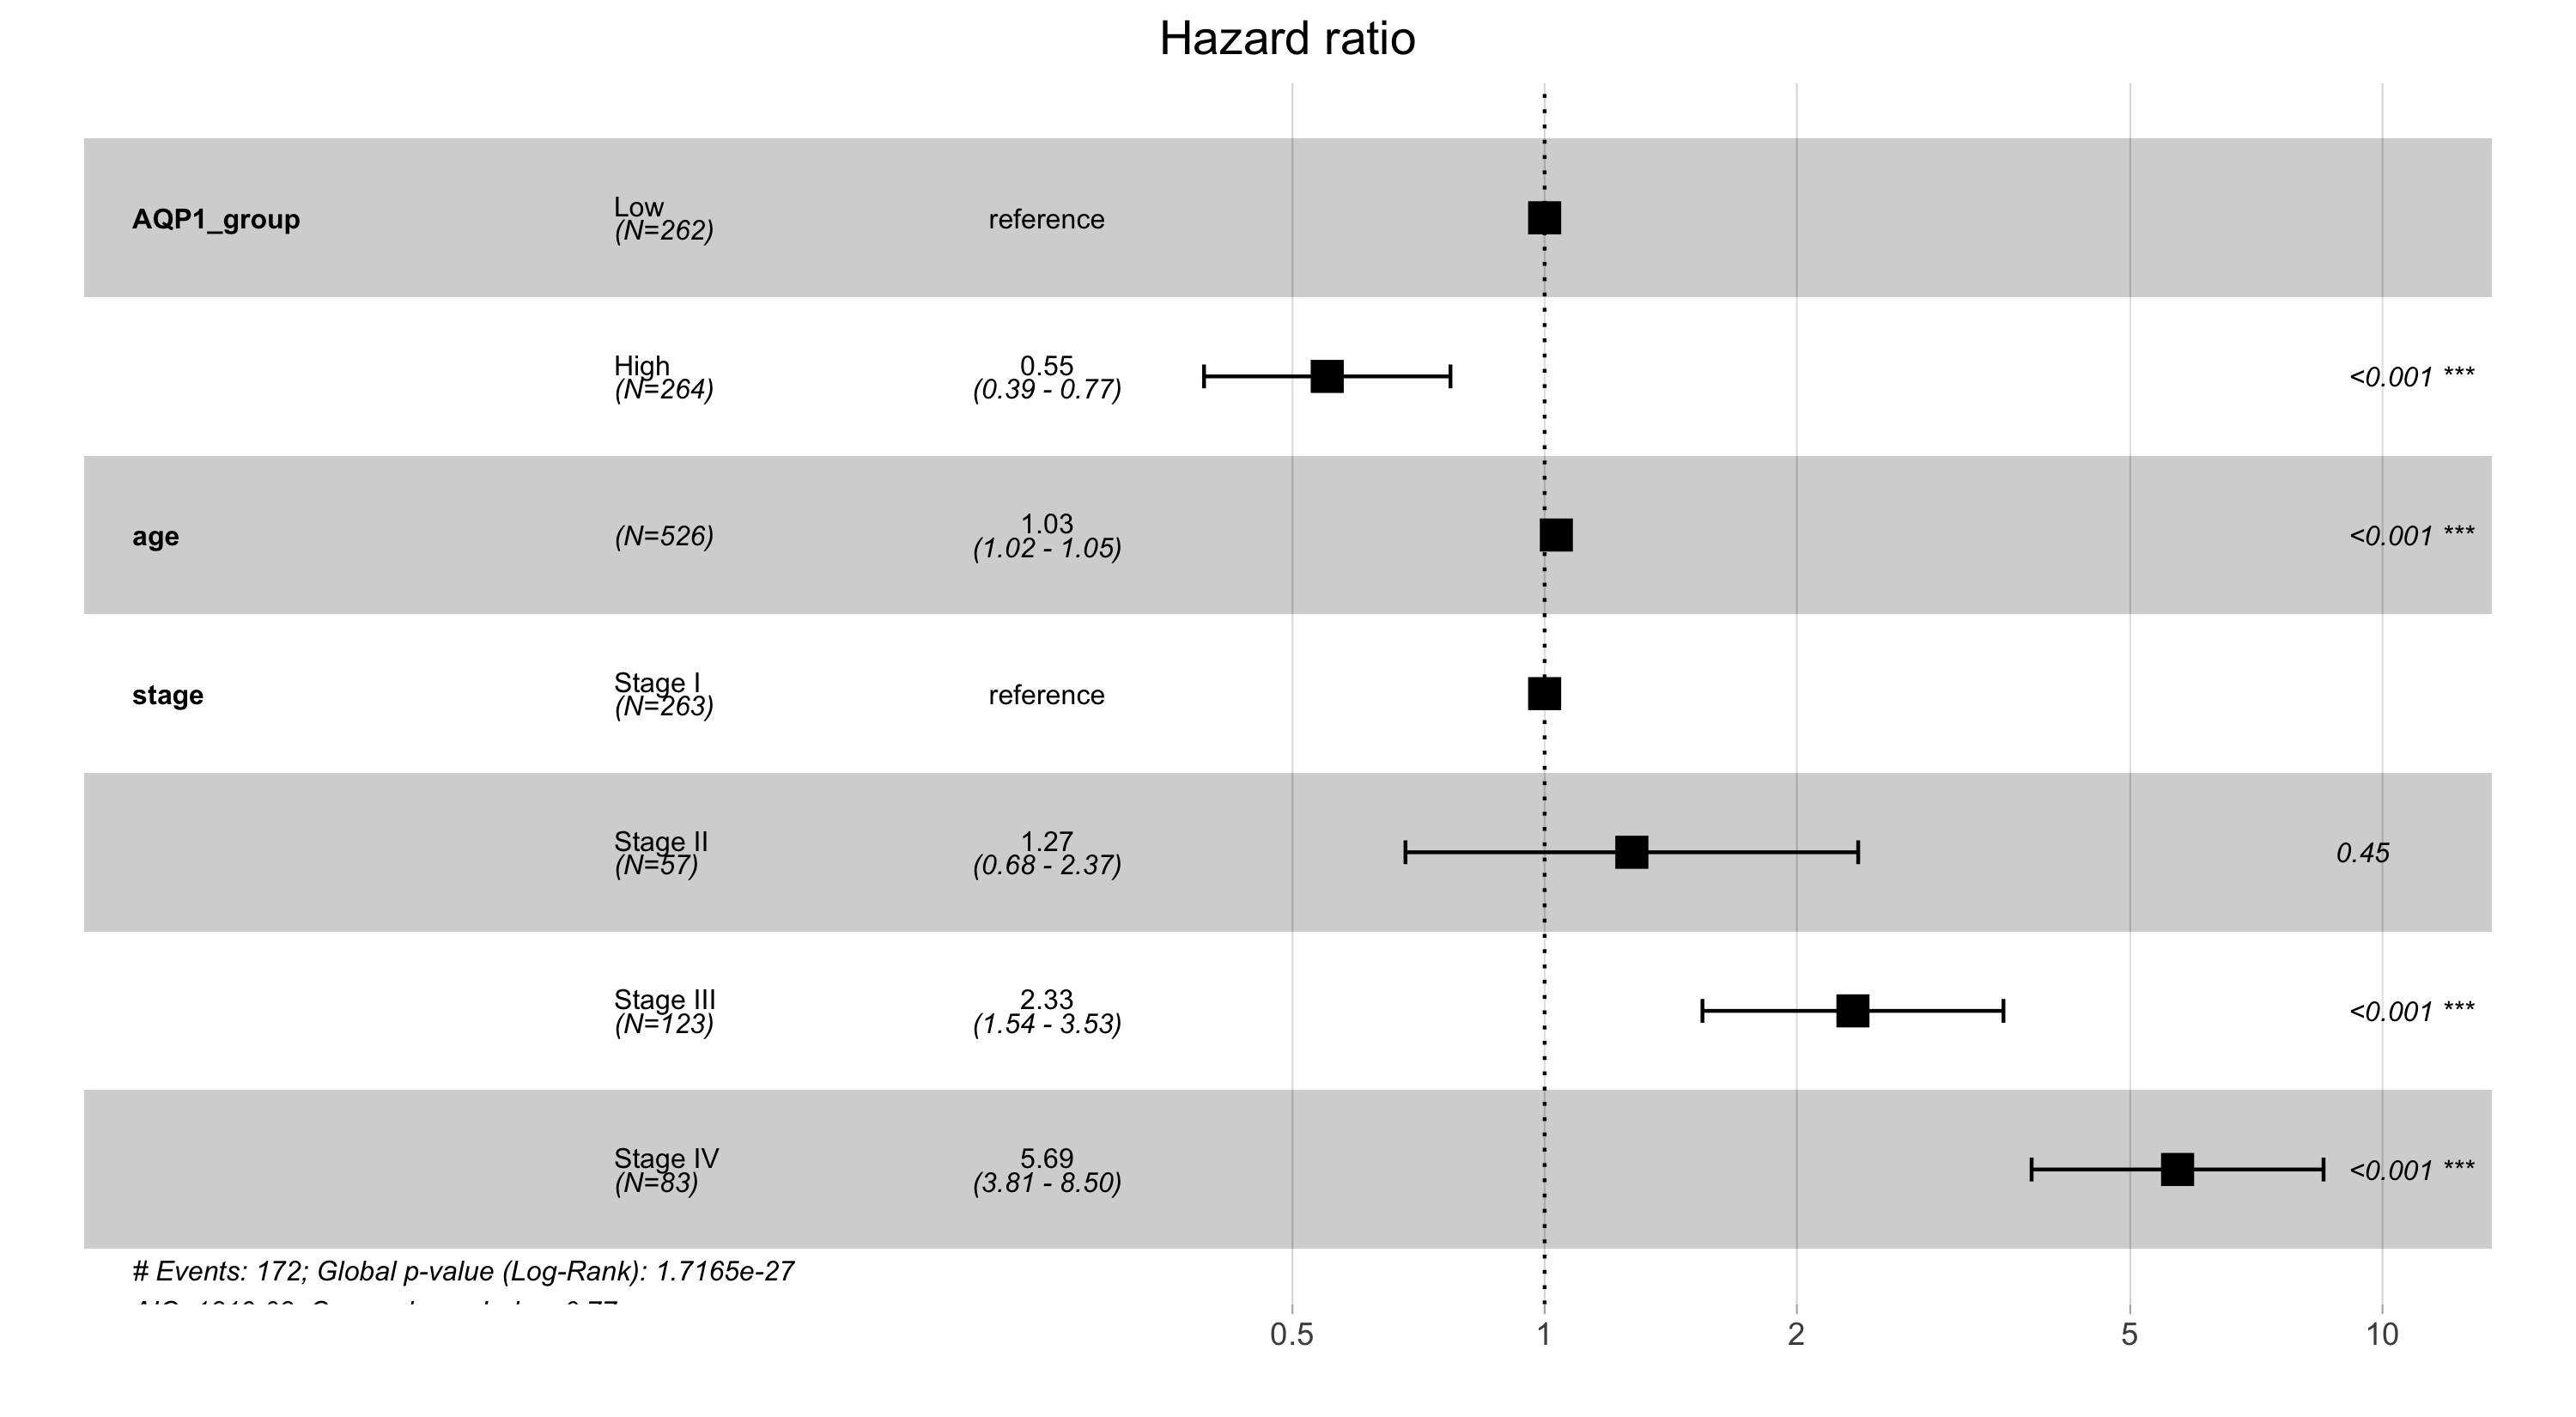 Hazard ratio
AQP1_group
Low
(N=262)
reference
High
(N=264)
0.55
(0.39 - 0.77)
<0.001 ***
age
(N=526)
1.03
(1.02 - 1.05)
<0.001 ***
stage
Stage I
(N=263)
reference
Stage II
(N=57)
1.27
(0.68 - 2.37)
0.45
Stage III
(N=123)
2.33
(1.54 - 3.53)
<0.001 ***
Stage IV
(N=83)
5.69
(3.81 - 8.50)
<0.001 ***
# Events: 172; Global p-value (Log-Rank): 1.7165e-27
0.5 1 2 5 10